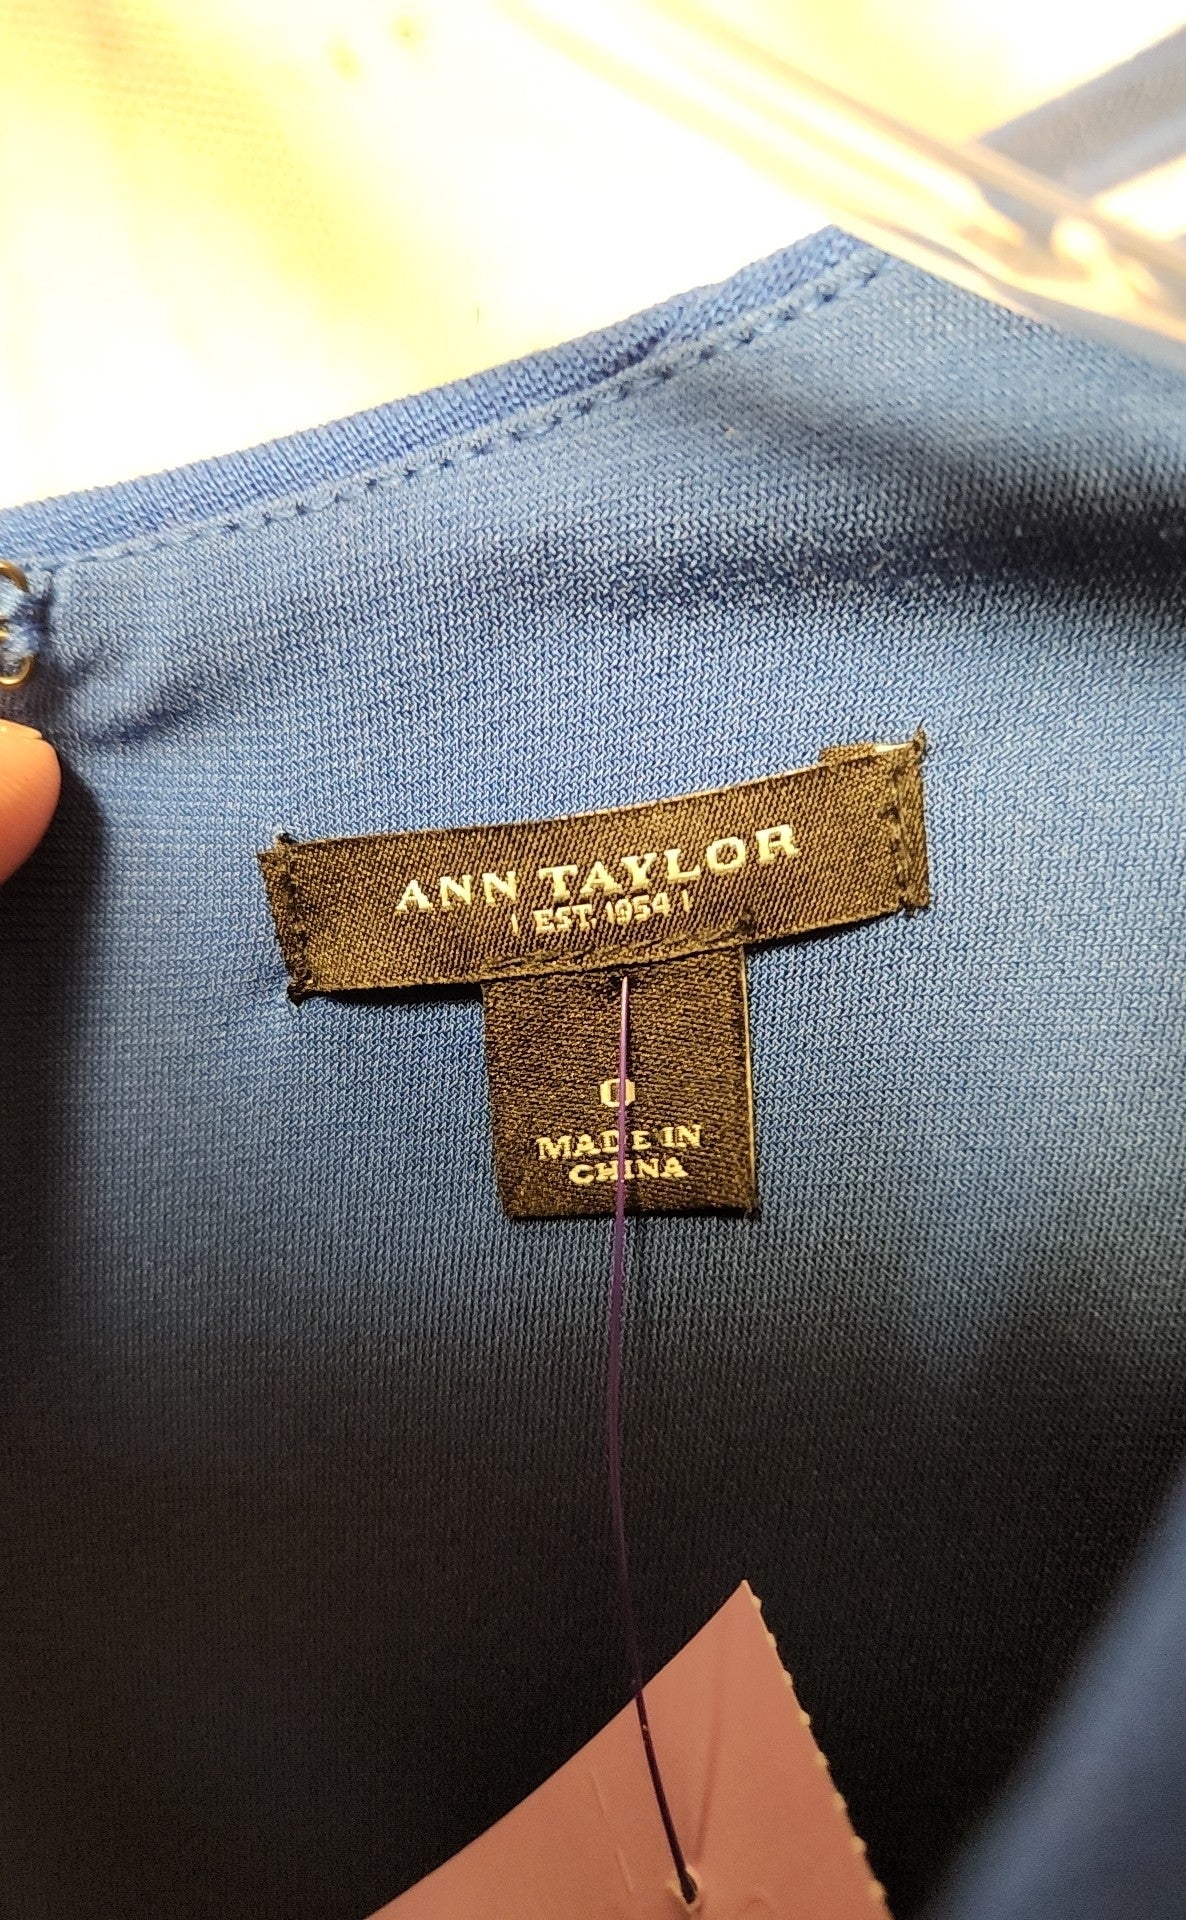 ANN TAYLOR
| EST. 1954 |
0
MADE IN
CHINA